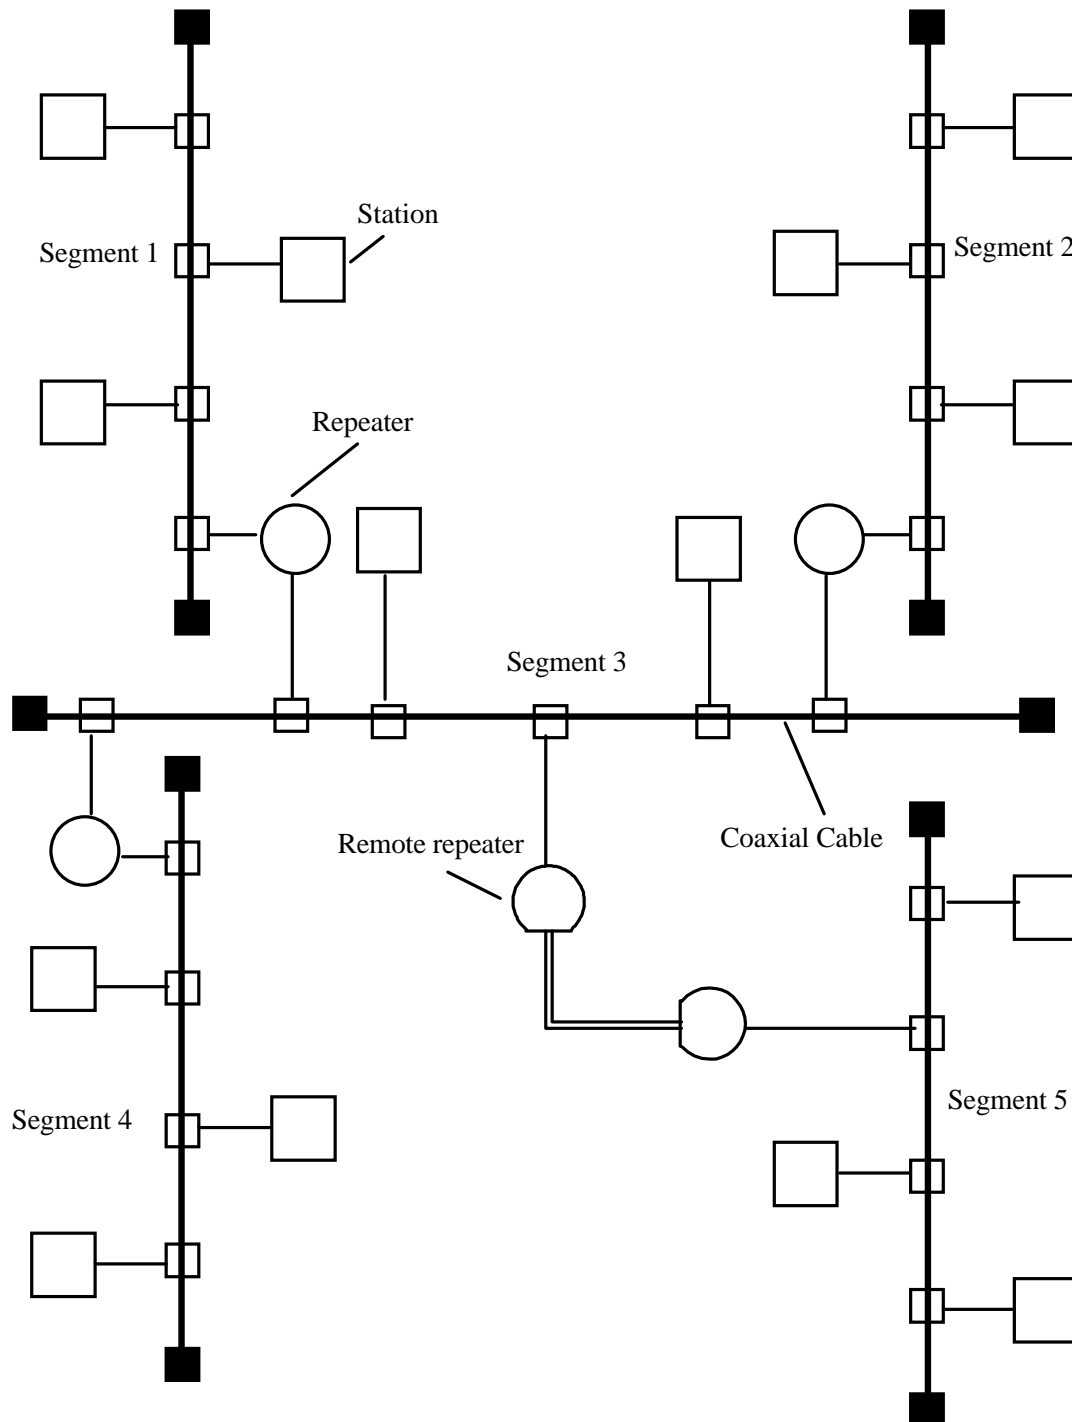 Station
Segment 1
Segment 2
Repeater
Segment 3
Remote repeater
Coaxial Cable
Segment 4
Segment 5